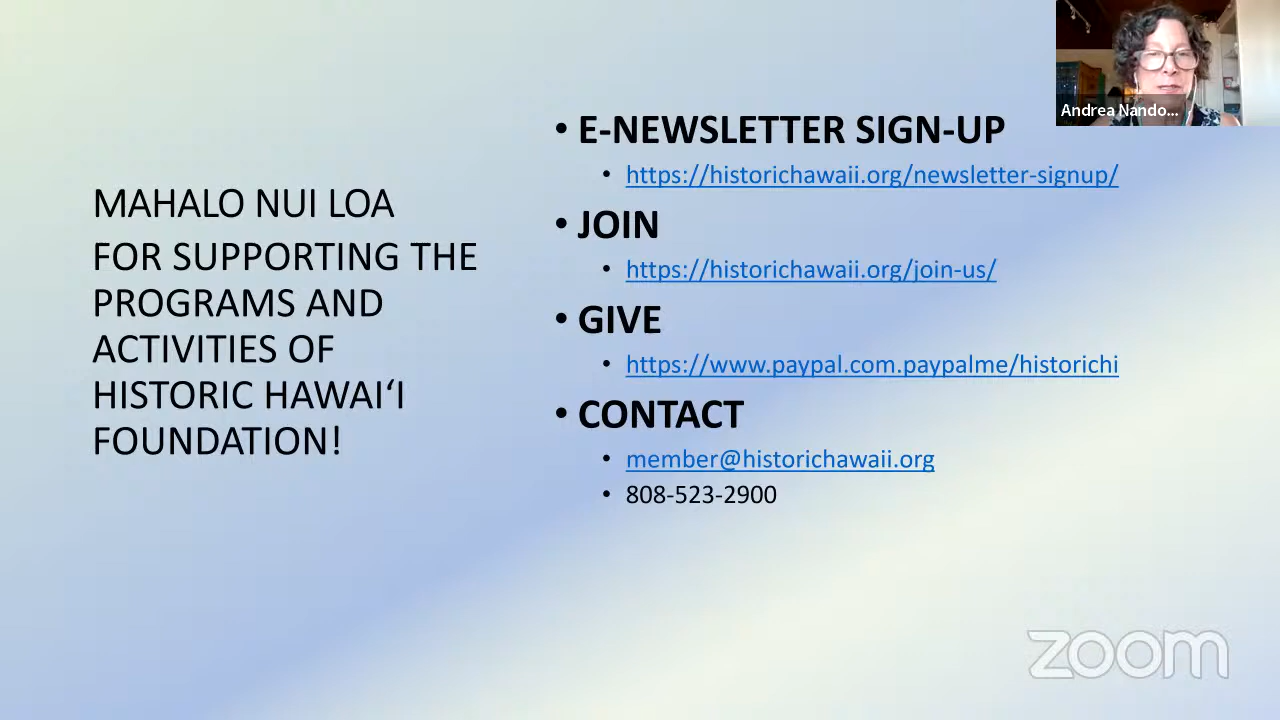 MAHALO NUI LOA
FOR SUPPORTING THE
PROGRAMS AND
ACTIVITIES OF
HISTORIC HAWAIʻI
FOUNDATION!
• E-NEWSLETTER SIGN-UP
• https://historichawaii.org/newsletter-signup/
• JOIN
• https://historichawaii.org/join-us/
• GIVE
• https://www.paypal.com.paypalme/historichi
• CONTACT
• member@historichawaii.org
• 808-523-2900
Andrea Nando...
zoom